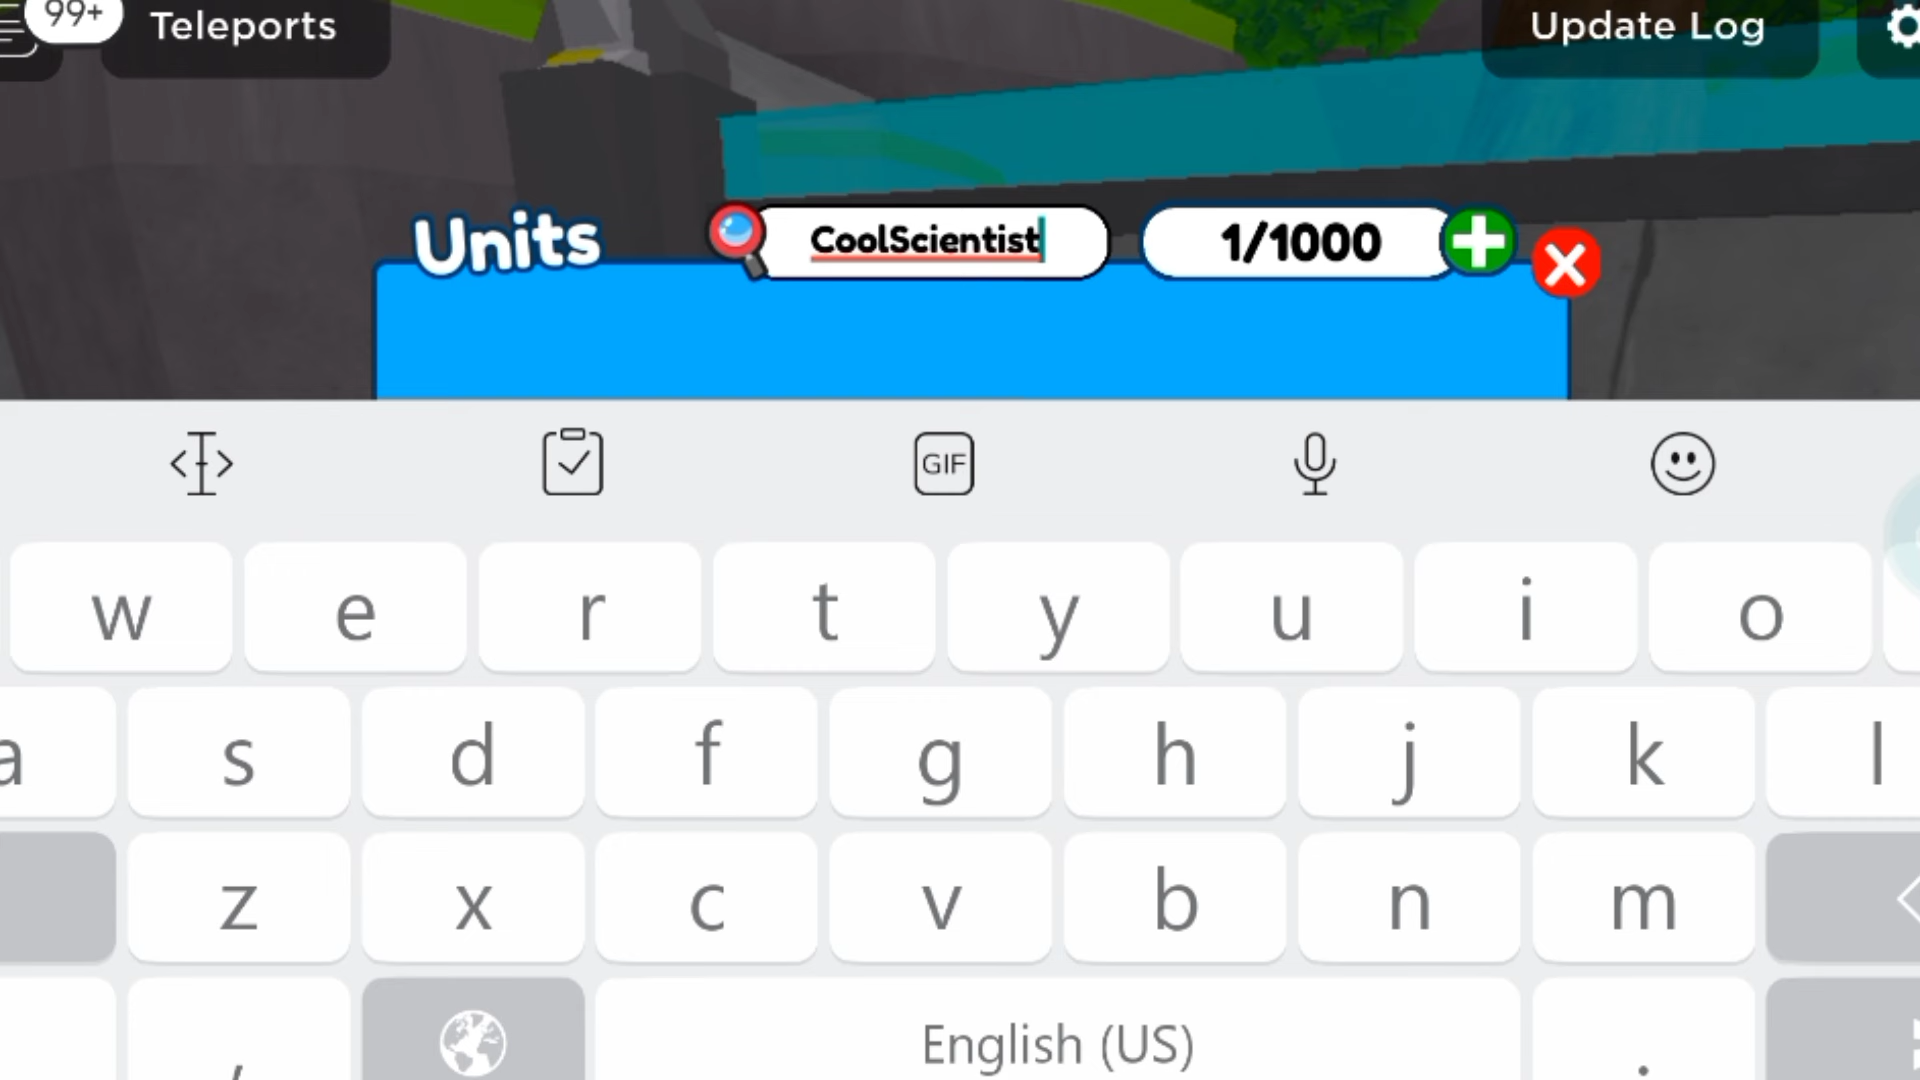 99+
Teleports
Update Log
Units
CoolScientist
1/1000
GIF
w e r t y u i o
a s d f g h j k l
z x c v b n m
, English (US) .